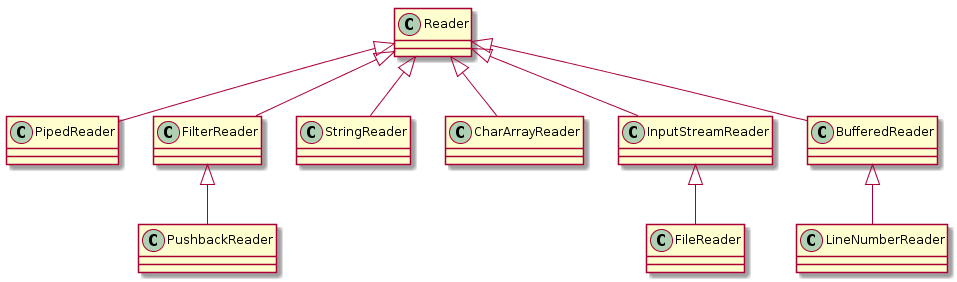 C Reader
C PipedReader
C FilterReader
C StringReader
C CharArrayReader
C InputStreamReader
C BufferedReader
C PushbackReader
C FileReader
C LineNumberReader